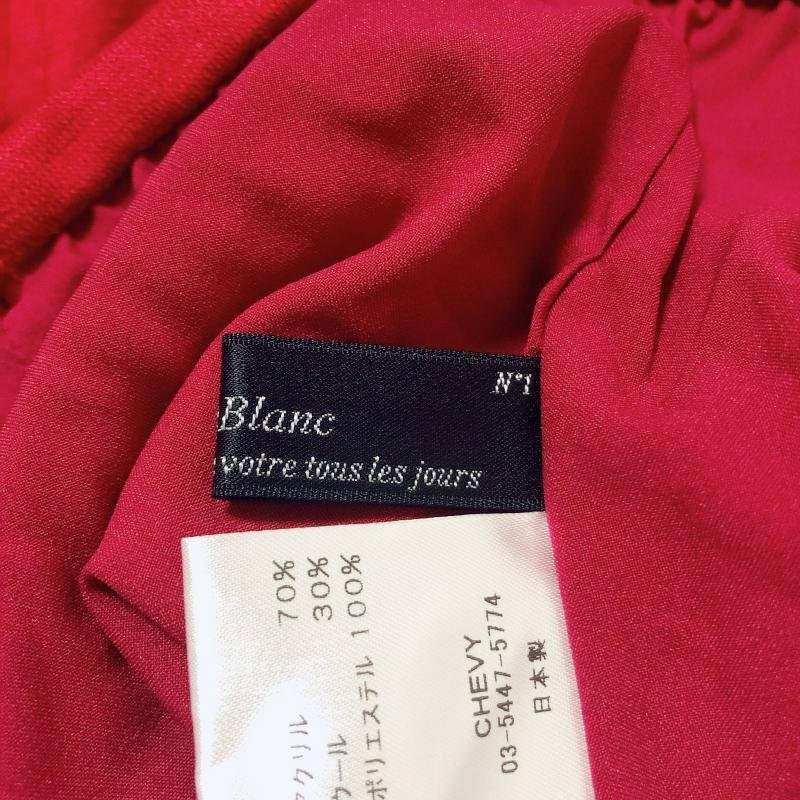 N°1
Blanc
votre tous les jours
アクリル 70%
ウール 30%
ポリエステル 100%
CHEVY
03-5447-5774
日本製